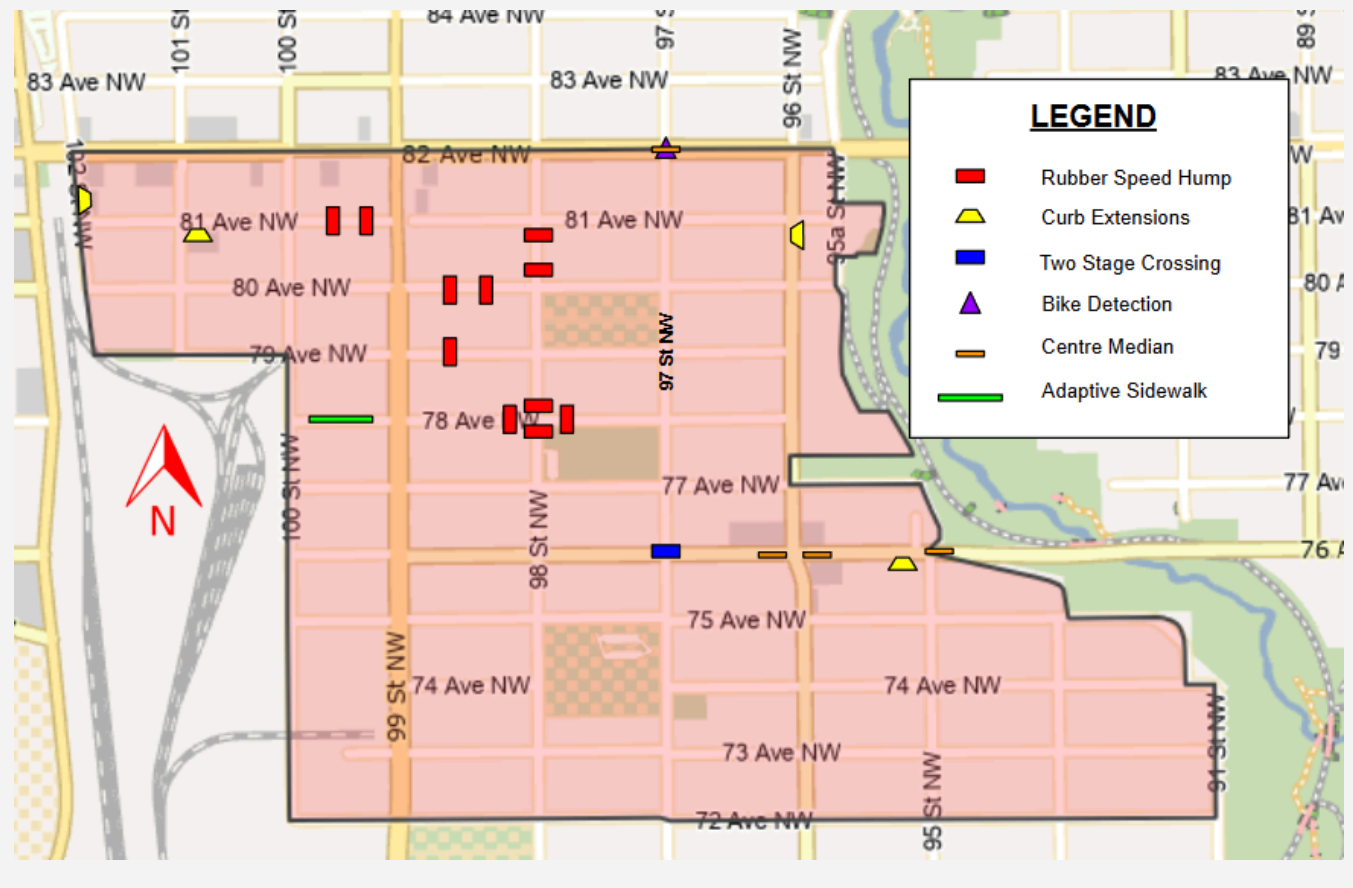 84 Ave NW
101 St
100 St
97 S
96 St NW
89
83 Ave NW
83 Ave NW
83 Ave NW
LEGEND
82 Ave NW
W
102 St NW
95a St NW
Rubber Speed Hump
81 Ave NW
81 Ave NW
Curb Extensions
81 Av
Two Stage Crossing
80 Ave NW
80 A
Bike Detection
97 St NW
Centre Median
79 Ave NW
79
Adaptive Sidewalk
78 Ave NW
N
100 St NW
77 Ave NW
77 Av
98 St NW
76 A
75 Ave NW
99 St NW
74 Ave NW
74 Ave NW
91 St NW
73 Ave NW
95 St NW
72 Ave NW